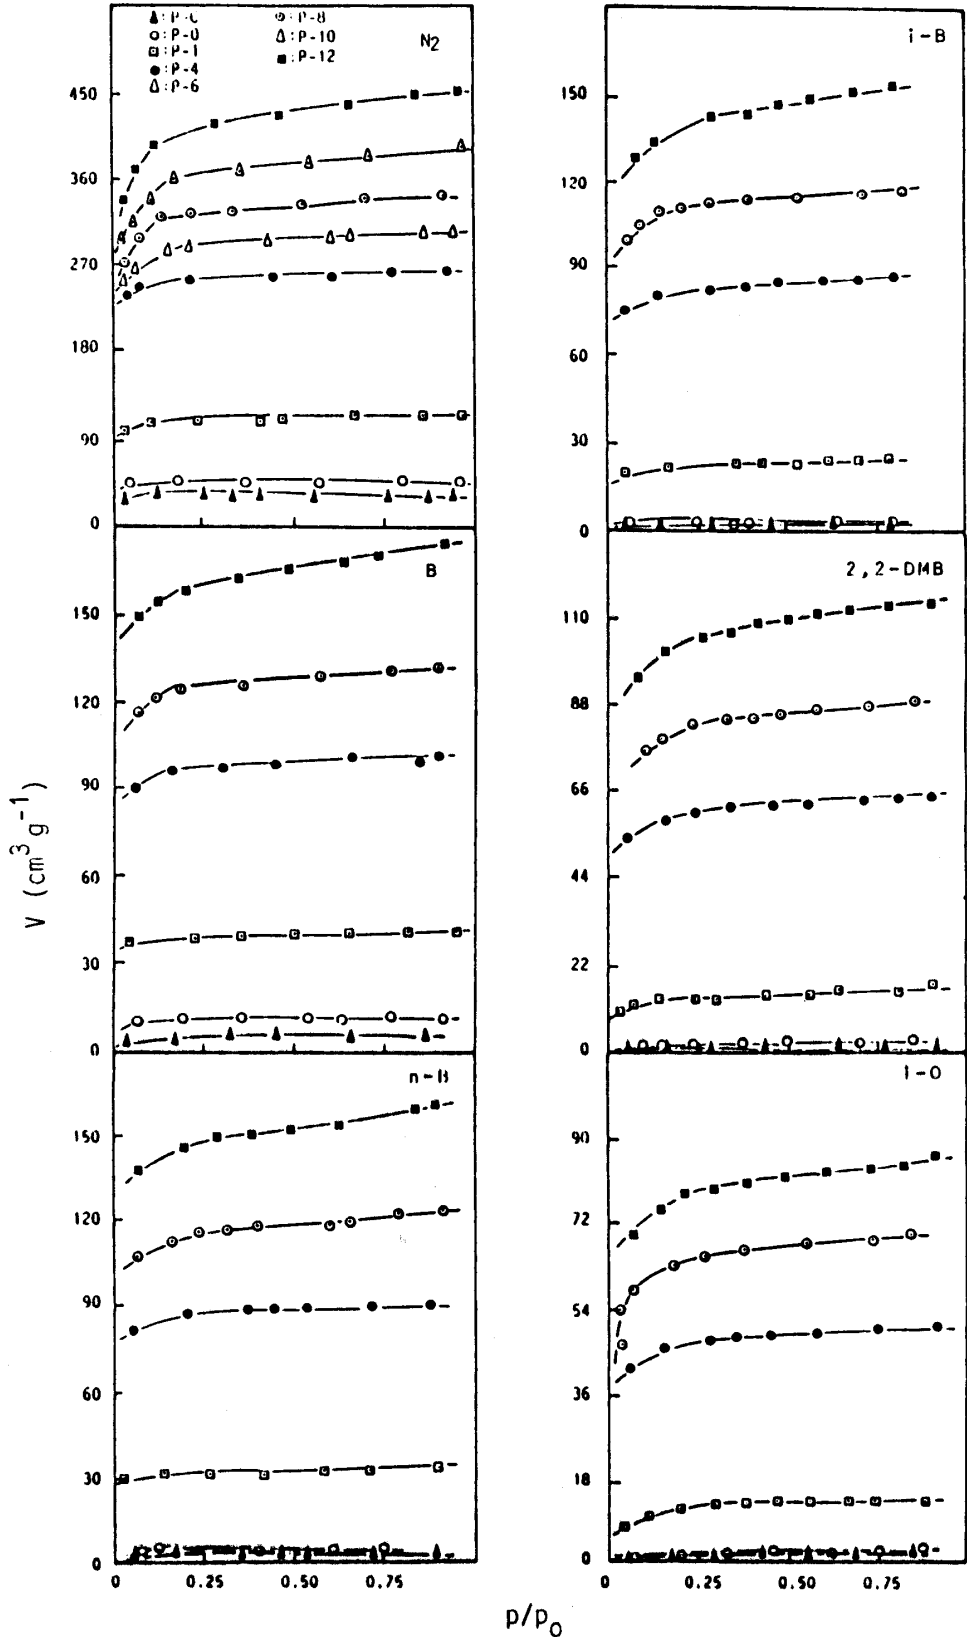 ▲:P-C
○:P-0
⊡:P-1
●:P-4
△:P-6
⊙:P-8
△:P-10
■:P-12
N2
450
360
270
180
90
0
B
150
120
90
60
30
0
n-B
150
120
90
60
30
0
0 0.25 0.50 0.75
i-B
150
120
90
60
30
0
2,2-DMB
110
88
66
44
22
0
1-O
90
72
54
36
18
0
0 0.25 0.50 0.75
V (cm³ g⁻¹)
p/p₀